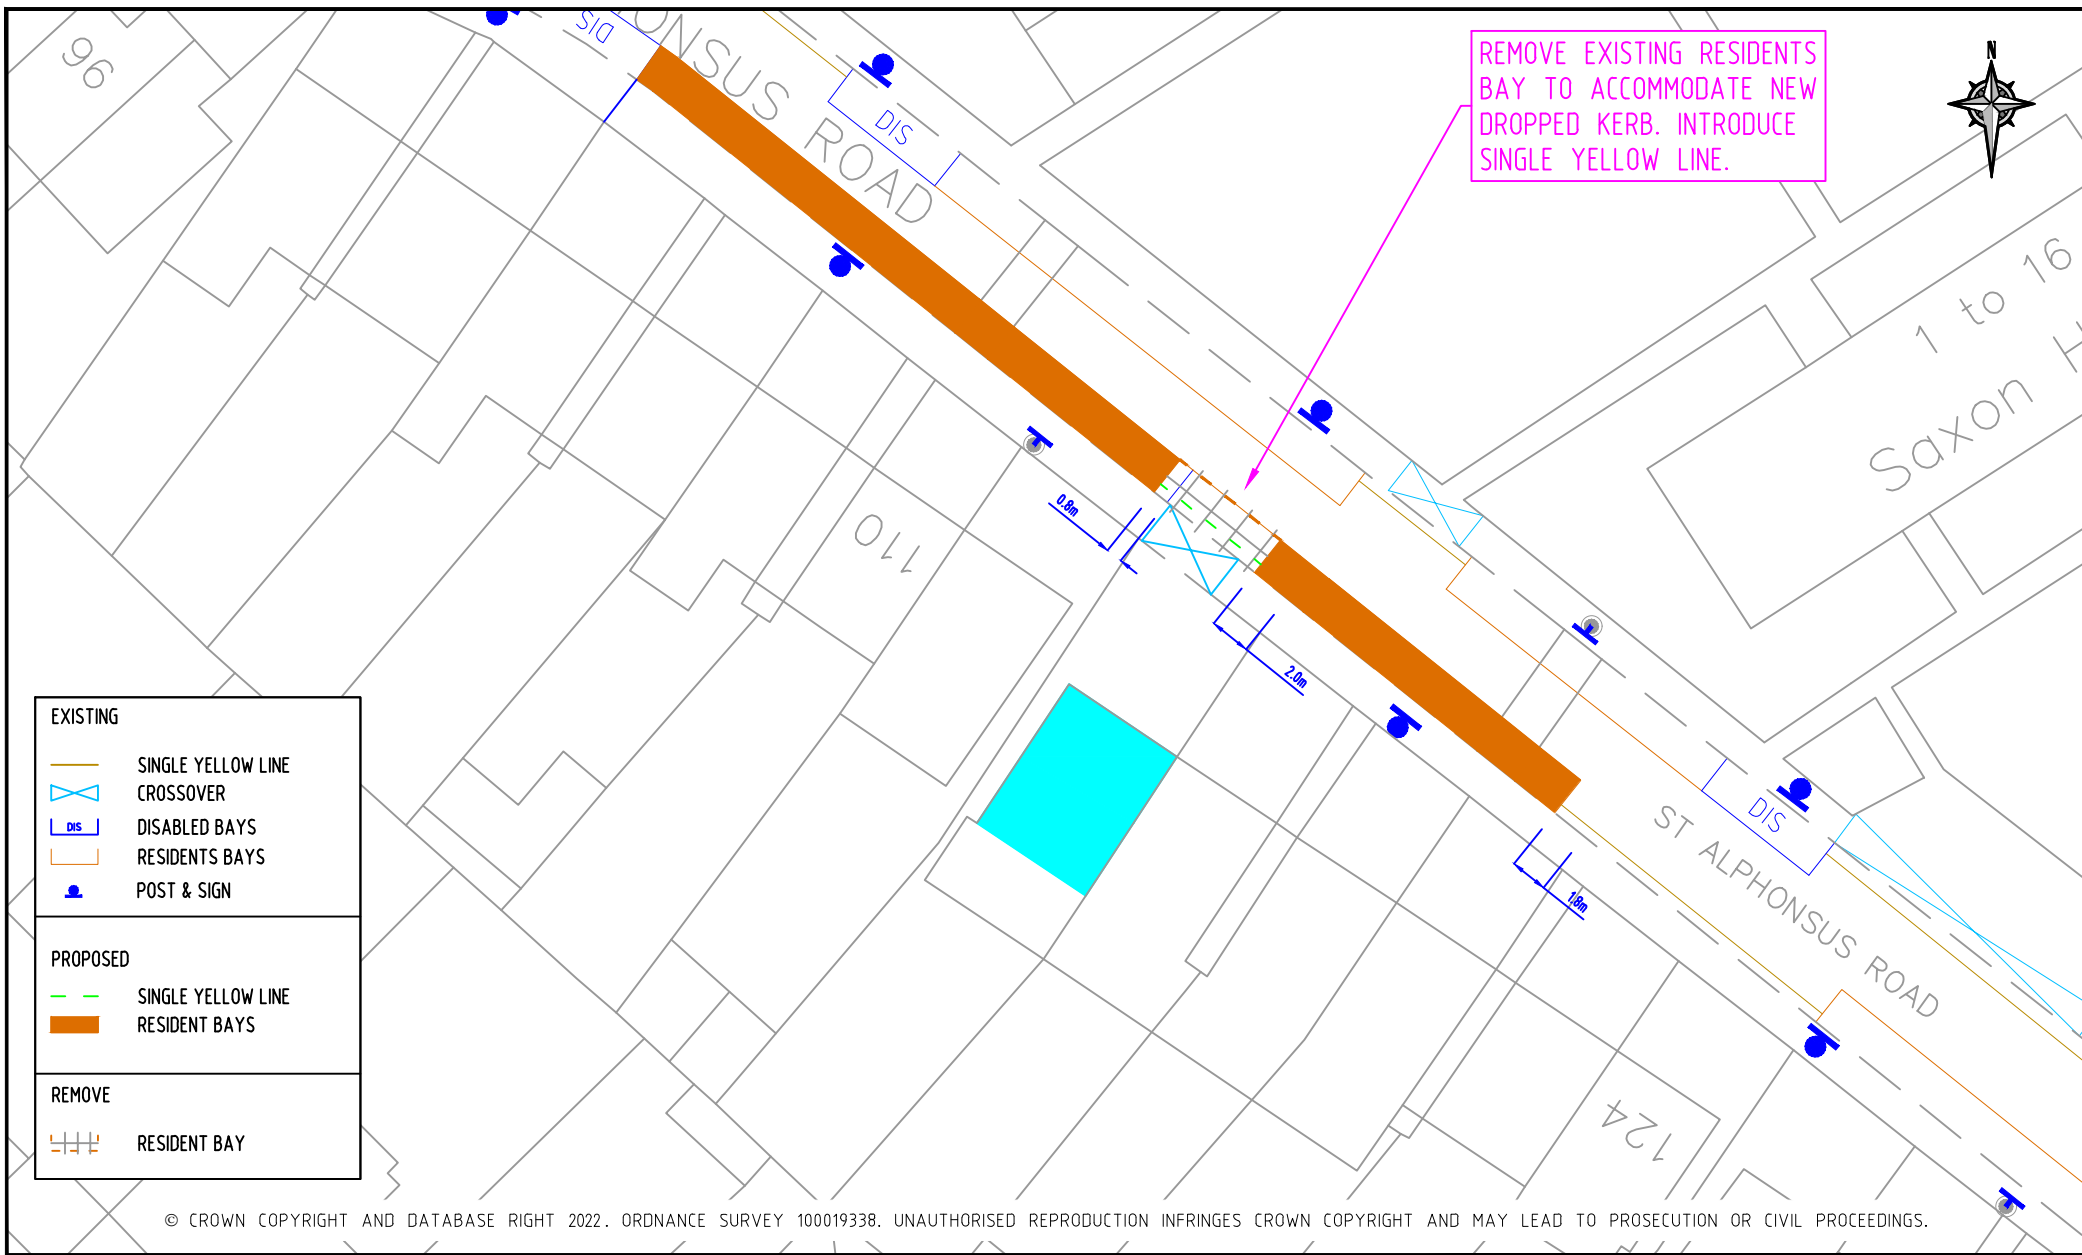 96
DIS
ONSUS ROAD
DIS
REMOVE EXISTING RESIDENTS
BAY TO ACCOMMODATE NEW
DROPPED KERB. INTRODUCE
SINGLE YELLOW LINE.
N
1 to 16
Saxon
0.8m
110
2.0m
1.8m
DIS
ST ALPHONSUS ROAD
124
EXISTING
SINGLE YELLOW LINE
CROSSOVER
DIS DISABLED BAYS
RESIDENTS BAYS
POST & SIGN
PROPOSED
SINGLE YELLOW LINE
RESIDENT BAYS
REMOVE
RESIDENT BAY
© CROWN COPYRIGHT AND DATABASE RIGHT 2022. ORDNANCE SURVEY 100019338. UNAUTHORISED REPRODUCTION INFRINGES CROWN COPYRIGHT AND MAY LEAD TO PROSECUTION OR CIVIL PROCEEDINGS.